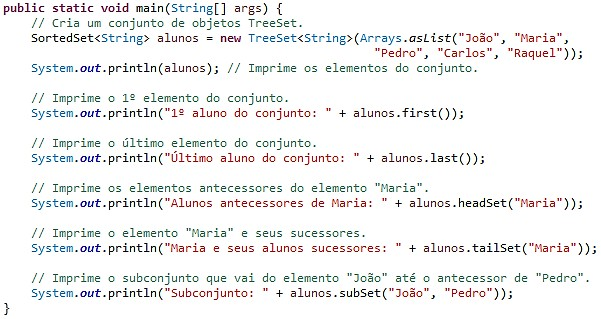 public static void main(String[] args) {
// Cria um conjunto de objetos TreeSet.
SortedSet<String> alunos = new TreeSet<String>(Arrays.asList("João", "Maria",
"Pedro", "Carlos", "Raquel"));
System.out.println(alunos); // Imprime os elementos do conjunto.
// Imprime o 1º elemento do conjunto.
System.out.println("1º aluno do conjunto: " + alunos.first());
// Imprime o último elemento do conjunto.
System.out.println("Último aluno do conjunto: " + alunos.last());
// Imprime os elementos antecessores do elemento "Maria".
System.out.println("Alunos antecessores de Maria: " + alunos.headSet("Maria"));
// Imprime o elemento "Maria" e seus sucessores.
System.out.println("Maria e seus alunos sucessores: " + alunos.tailSet("Maria"));
// Imprime o subconjunto que vai do elemento "João" até o antecessor de "Pedro".
System.out.println("Subconjunto: " + alunos.subSet("João", "Pedro"));
}